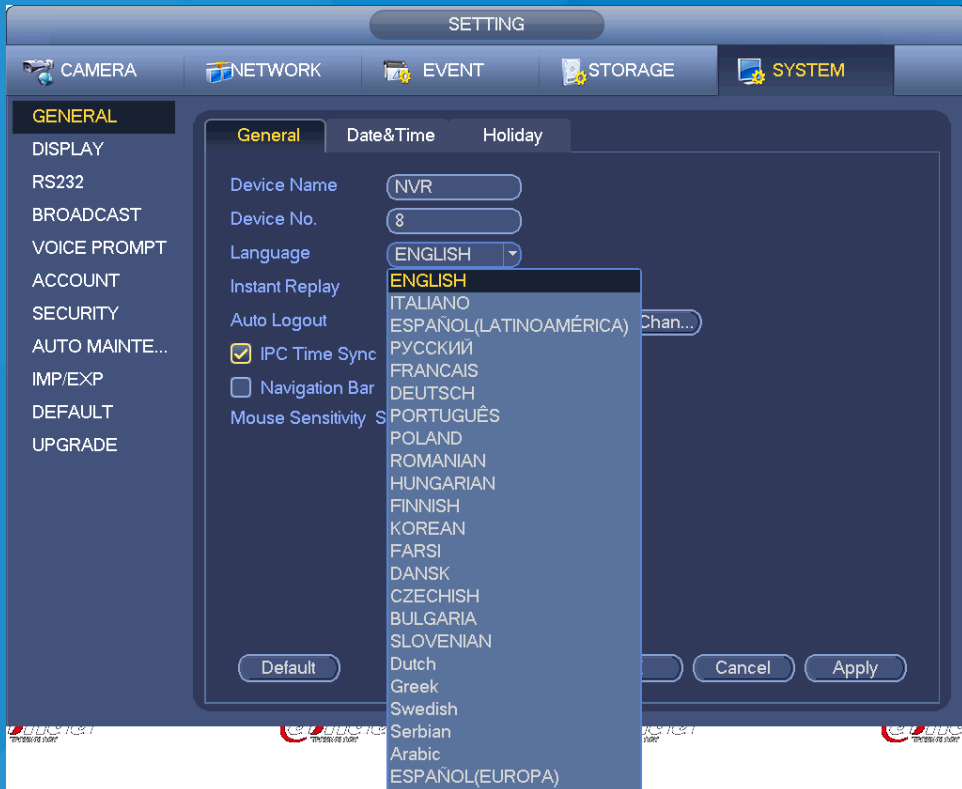 SETTING
CAMERA NETWORK EVENT STORAGE SYSTEM
GENERAL
DISPLAY
RS232
BROADCAST
VOICE PROMPT
ACCOUNT
SECURITY
AUTO MAINTE...
IMP/EXP
DEFAULT
UPGRADE
General Date&Time Holiday
Device Name NVR
Device No. 8
Language ENGLISH
Instant Replay
Auto Logout Chan...
IPC Time Sync
Navigation Bar
Mouse Sensitivity S
ENGLISH
ITALIANO
ESPAÑOL(LATINOAMÉRICA)
РУССКИЙ
FRANCAIS
DEUTSCH
PORTUGUÊS
POLAND
ROMANIAN
HUNGARIAN
FINNISH
KOREAN
FARSI
DANSK
CZECHISH
BULGARIA
SLOVENIAN
Dutch
Greek
Swedish
Serbian
Arabic
ESPAÑOL(EUROPA)
Default Cancel Apply